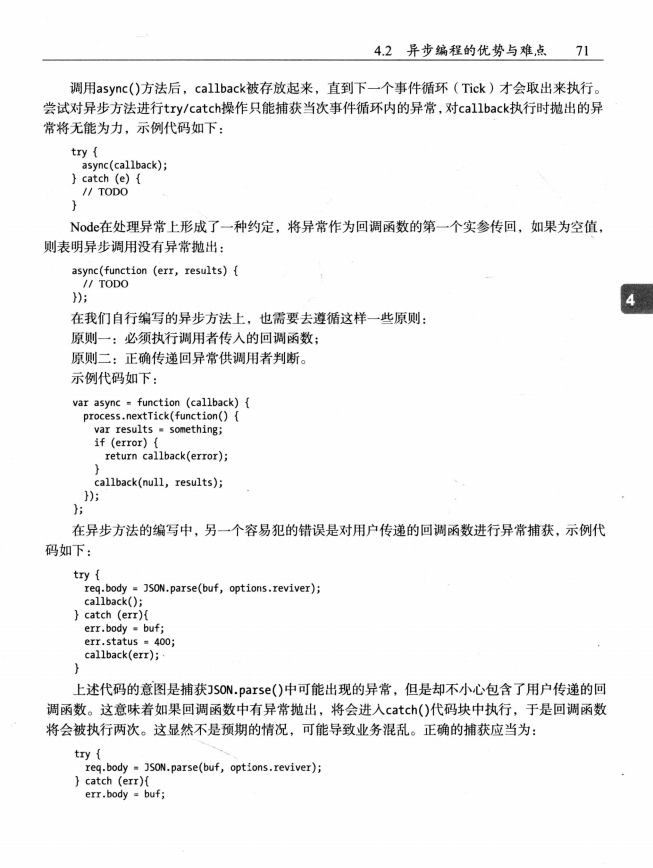 4.2 异步编程的优势与难点 71
调用async()方法后，callback被存放起来，直到下一个事件循环（Tick）才会取出来执行。
尝试对异步方法进行try/catch操作只能捕获当次事件循环内的异常，对callback执行时抛出的异
常将无能为力，示例代码如下：
try {
async(callback);
} catch (e) {
// TODO
}
Node在处理异常上形成了一种约定，将异常作为回调函数的第一个实参传回，如果为空值，
则表明异步调用没有异常抛出：
async(function (err, results) {
// TODO
});
4
在我们自行编写的异步方法上，也需要去遵循这样一些原则：
原则一：必须执行调用者传入的回调函数；
原则二：正确传递回异常供调用者判断。
示例代码如下：
var async = function (callback) {
process.nextTick(function() {
var results = something;
if (error) {
return callback(error);
}
callback(null, results);
});
};
在异步方法的编写中，另一个容易犯的错误是对用户传递的回调函数进行异常捕获，示例代
码如下：
try {
req.body = JSON.parse(buf, options.reviver);
callback();
} catch (err){
err.body = buf;
err.status = 400;
callback(err);
}
上述代码的意图是捕获JSON.parse()中可能出现的异常，但是却不小心包含了用户传递的回
调函数。这意味着如果回调函数中有异常抛出，将会进入catch()代码块中执行，于是回调函数
将会被执行两次。这显然不是预期的情况，可能导致业务混乱。正确的捕获应当为：
try {
req.body = JSON.parse(buf, options.reviver);
} catch (err){
err.body = buf;